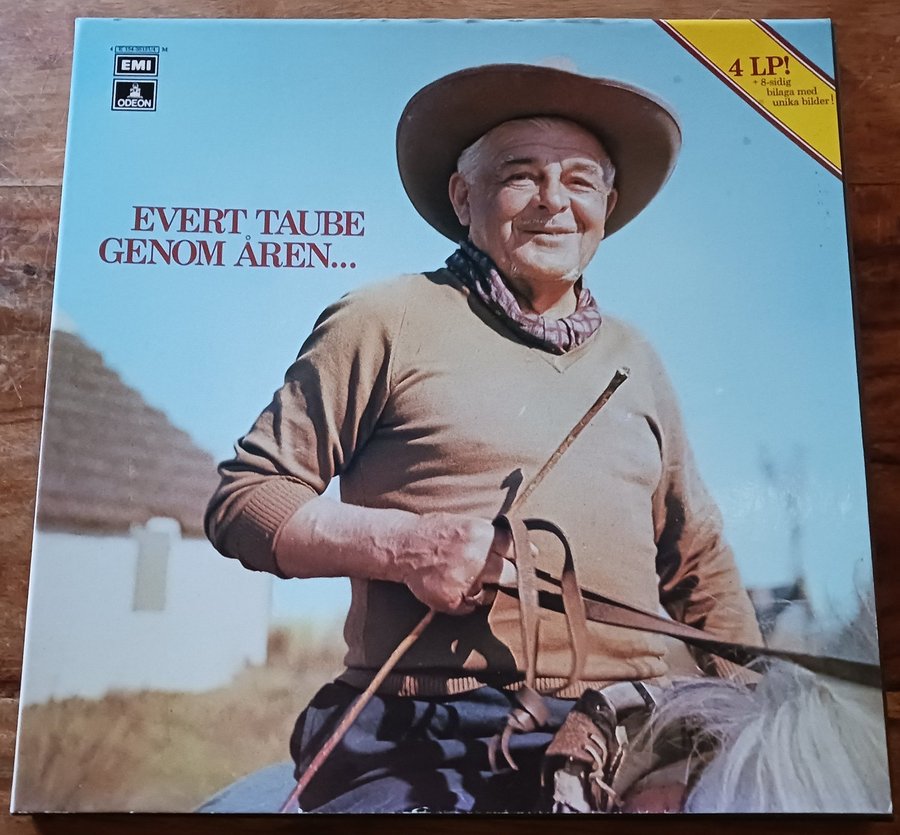 EMI
ODEON
4 LP!
+ 8-sidig
bilaga med
unika bilder!
EVERT TAUBE
GENOM ÅREN...